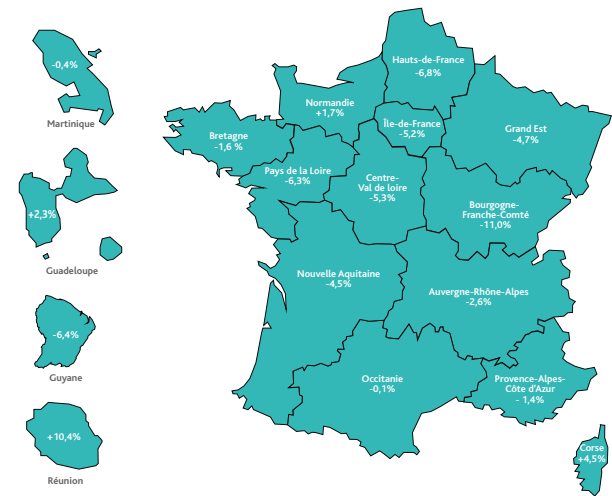 -0,4%
Martinique
+2,3%
Guadeloupe
-6,4%
Guyane
+10,4%
Réunion
Hauts-de-France
-6,8%
Normandie
+1,7%
Île-de-France
-5,2%
Grand Est
-4,7%
Bretagne
-1,6 %
Pays de la Loire
-6,3%
Centre-
Val de loire
-5,3%
Bourgogne-
Franche-Comté
-11,0%
Nouvelle Aquitaine
-4,5%
Auvergne-Rhône-Alpes
-2,6%
Occitanie
-0,1%
Provence-Alpes-
Côte d'Azur
- 1,4%
Corse
+4,5%